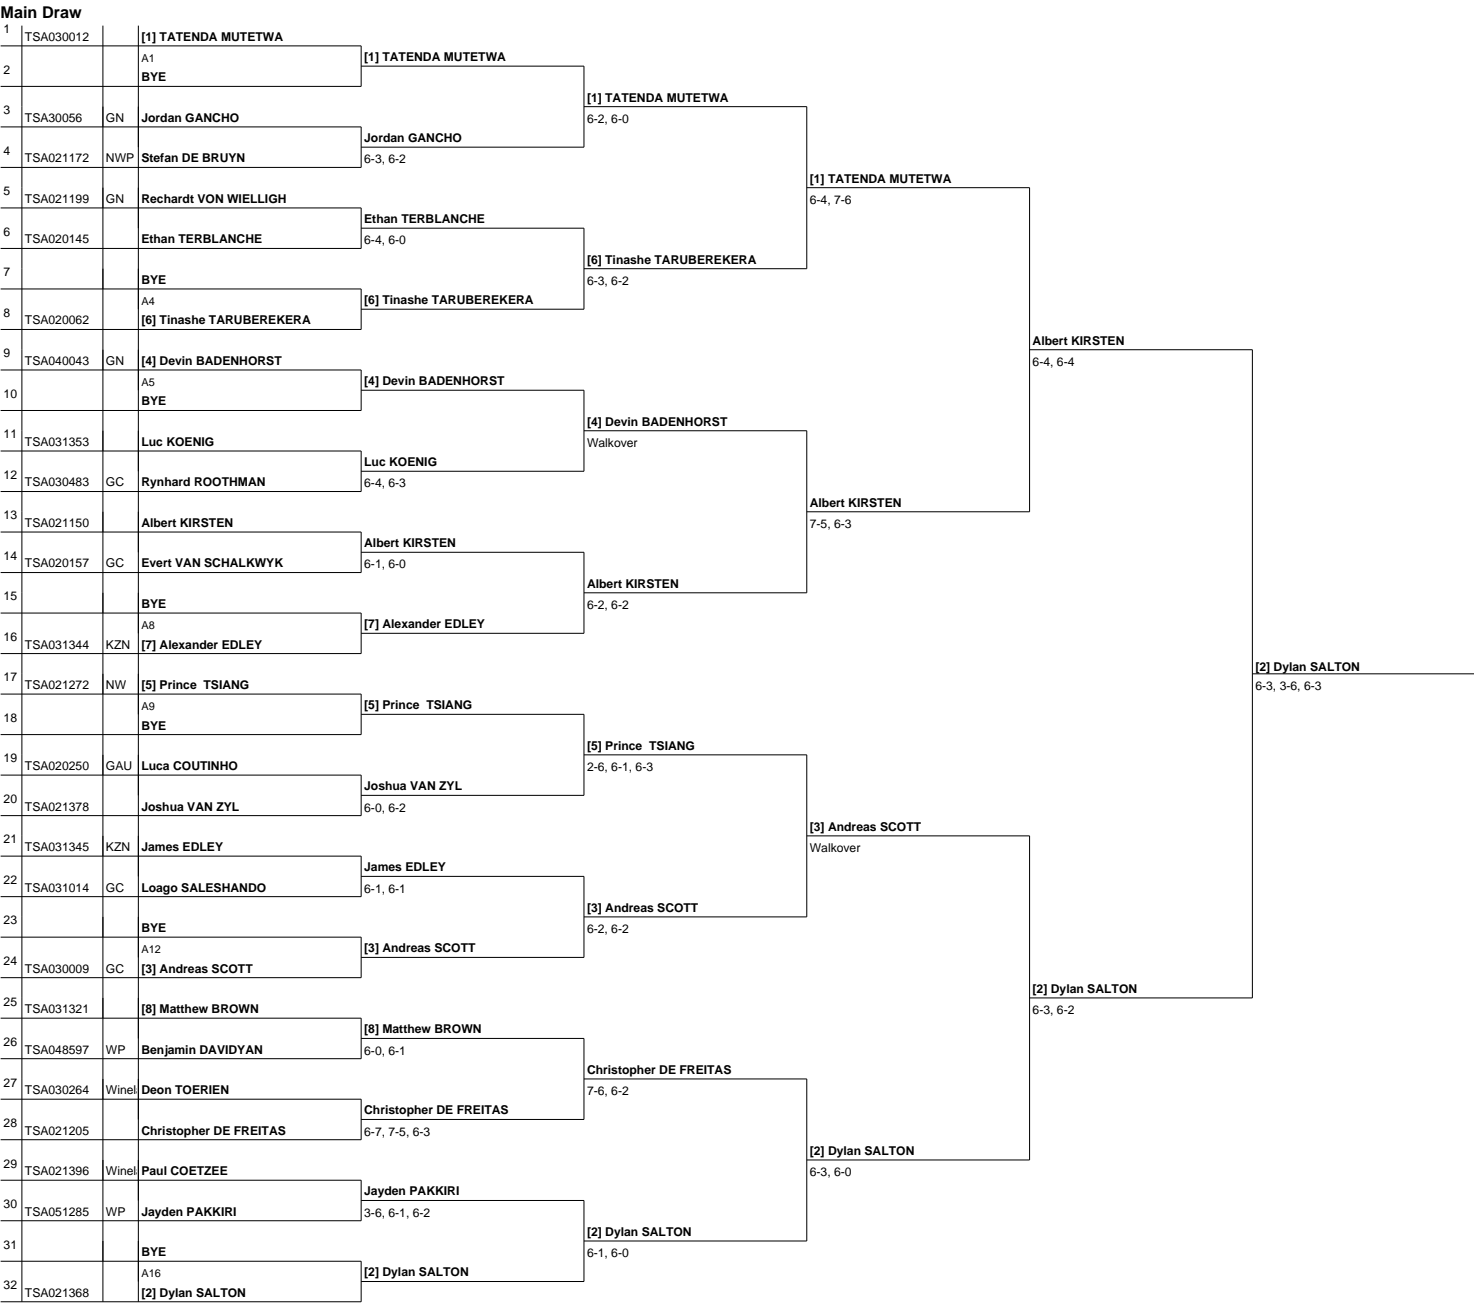 Main Draw
1 TSA030012 [1] TATENDA MUTETWA
A1 [1] TATENDA MUTETWA
2 BYE
[1] TATENDA MUTETWA
3 TSA30056 GN Jordan GANCHO 6-2, 6-0
Jordan GANCHO
4 TSA021172 NWP Stefan DE BRUYN 6-3, 6-2
[1] TATENDA MUTETWA
5 TSA021199 GN Rechardt VON WIELLIGH 6-4, 7-6
Ethan TERBLANCHE
6 TSA020145 Ethan TERBLANCHE 6-4, 6-0
[6] Tinashe TARUBEREKERA
7 BYE 6-3, 6-2
A4 [6] Tinashe TARUBEREKERA
8 TSA020062 [6] Tinashe TARUBEREKERA
Albert KIRSTEN
9 TSA040043 GN [4] Devin BADENHORST 6-4, 6-4
A5 [4] Devin BADENHORST
10 BYE
[4] Devin BADENHORST
11 TSA031353 Luc KOENIG Walkover
Luc KOENIG
12 TSA030483 GC Rynhard ROOTHMAN 6-4, 6-3
Albert KIRSTEN
13 TSA021150 Albert KIRSTEN 7-5, 6-3
Albert KIRSTEN
14 TSA020157 GC Evert VAN SCHALKWYK 6-1, 6-0
Albert KIRSTEN
15 BYE 6-2, 6-2
A8 [7] Alexander EDLEY
16 TSA031344 KZN [7] Alexander EDLEY
[2] Dylan SALTON
17 TSA021272 NW [5] Prince TSIANG 6-3, 3-6, 6-3
A9 [5] Prince TSIANG
18 BYE
[5] Prince TSIANG
19 TSA020250 GAU Luca COUTINHO 2-6, 6-1, 6-3
Joshua VAN ZYL
20 TSA021378 Joshua VAN ZYL 6-0, 6-2
[3] Andreas SCOTT
21 TSA031345 KZN James EDLEY Walkover
James EDLEY
22 TSA031014 GC Loago SALESHANDO 6-1, 6-1
[3] Andreas SCOTT
23 BYE 6-2, 6-2
A12 [3] Andreas SCOTT
24 TSA030009 GC [3] Andreas SCOTT
[2] Dylan SALTON
25 TSA031321 [8] Matthew BROWN 6-3, 6-2
[8] Matthew BROWN
26 TSA048597 WP Benjamin DAVIDYAN 6-0, 6-1
Christopher DE FREITAS
27 TSA030264 Winel Deon TOERIEN 7-6, 6-2
Christopher DE FREITAS
28 TSA021205 Christopher DE FREITAS 6-7, 7-5, 6-3
[2] Dylan SALTON
29 TSA021396 Winel Paul COETZEE 6-3, 6-0
Jayden PAKKIRI
30 TSA051285 WP Jayden PAKKIRI 3-6, 6-1, 6-2
[2] Dylan SALTON
31 BYE 6-1, 6-0
A16 [2] Dylan SALTON
32 TSA021368 [2] Dylan SALTON